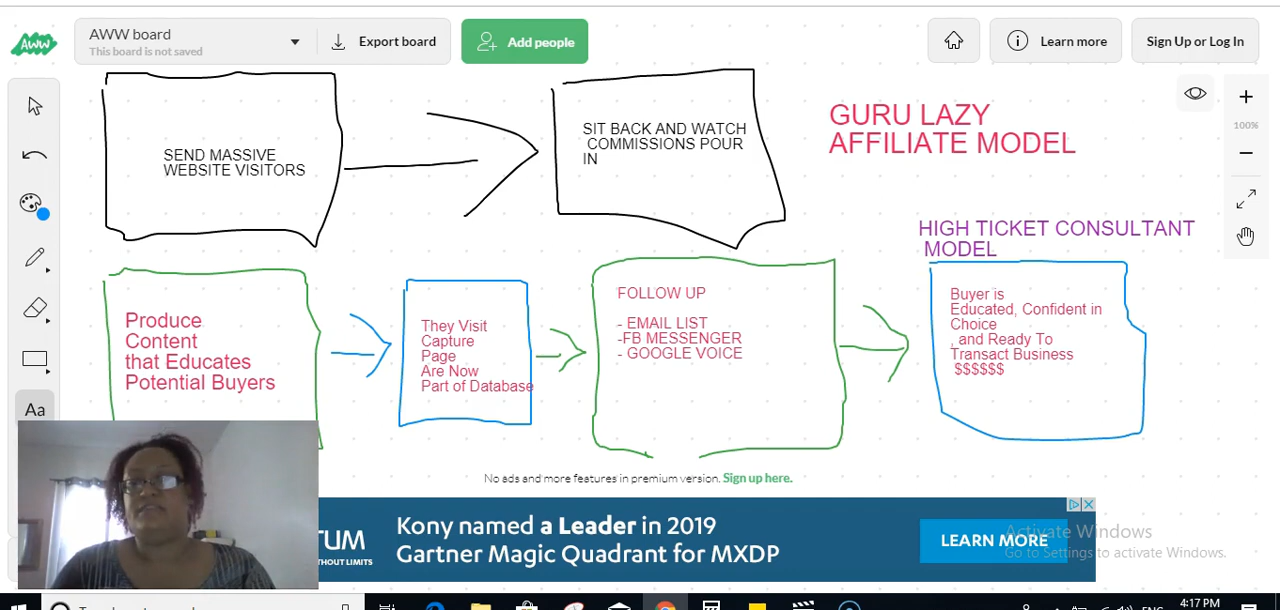 AWW
AWW board
This board is not saved
Export board
Add people
Learn more
Sign Up or Log In
100%
SEND MASSIVE
WEBSITE VISITORS
SIT BACK AND WATCH
COMMISSIONS POUR
IN
GURU LAZY
AFFILIATE MODEL
HIGH TICKET CONSULTANT
MODEL
Produce
Content
that Educates
Potential Buyers
They Visit
Capture
Page
Are Now
Part of Database
FOLLOW UP
- EMAIL LIST
-FB MESSENGER
- GOOGLE VOICE
Buyer is
Educated, Confident in
Choice
, and Ready To
Transact Business
$$$$$$
Aa
No ads and more features in premium version. Sign up here.
Kony named a Leader in 2019
Gartner Magic Quadrant for MXDP
LEARN MORE
Activate Windows
Go to Settings to activate Windows.
4:17 PM